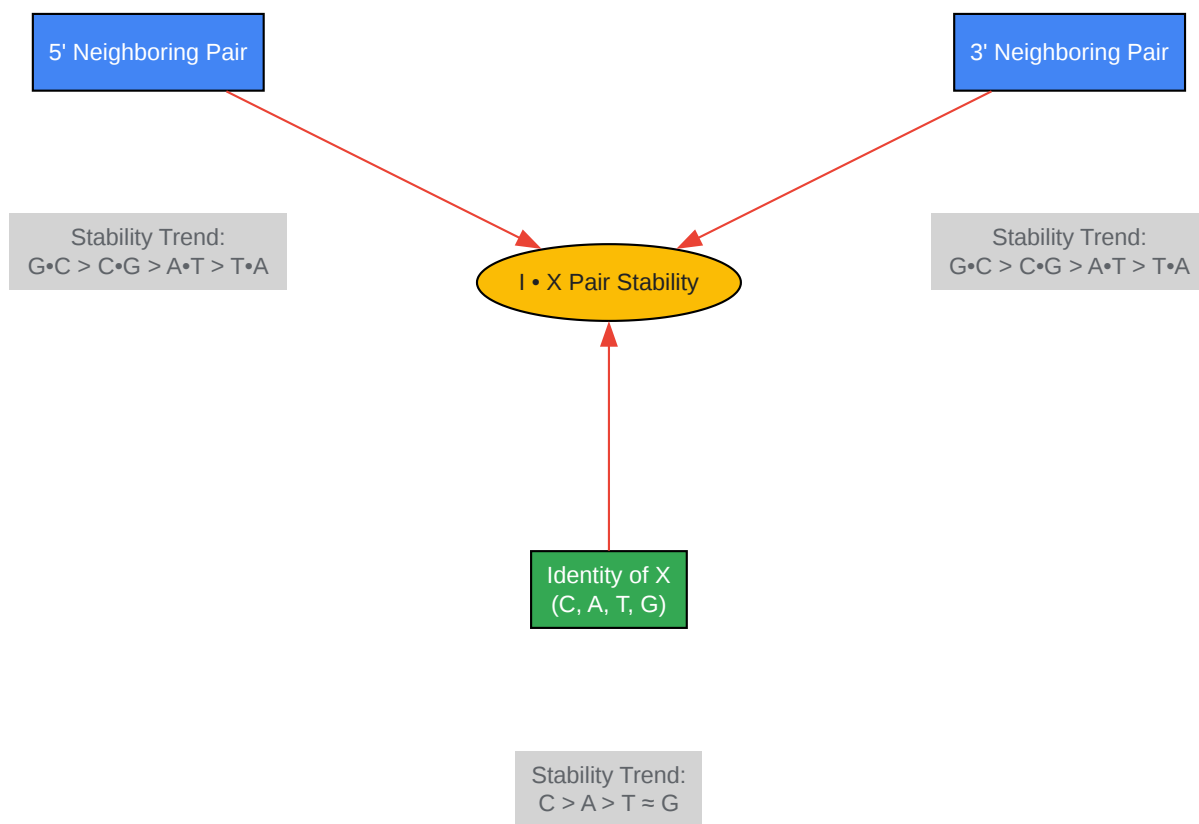 5' Neighboring Pair
3' Neighboring Pair
Stability Trend:
G•C > C•G > A•T > T•A
Stability Trend:
G•C > C•G > A•T > T•A
I • X Pair Stability
Identity of X
(C, A, T, G)
Stability Trend:
C > A > T ≈ G